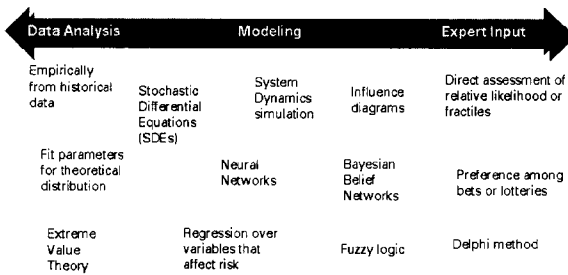 Data Analysis Modeling Expert Input
Empirically
from historical
data
Stochastic
Differential
Equations
(SDEs)
System
Dynamics
simulation
Influence
diagrams
Direct assessment of
relative likelihood or
fractiles
Fit parameters
for theoretical
distribution
Neural
Networks
Bayesian
Belief
Networks
Preference among
bets or lotteries
Extreme
Value
Theory
Regression over
variables that
affect risk
Fuzzy logic
Delphi method